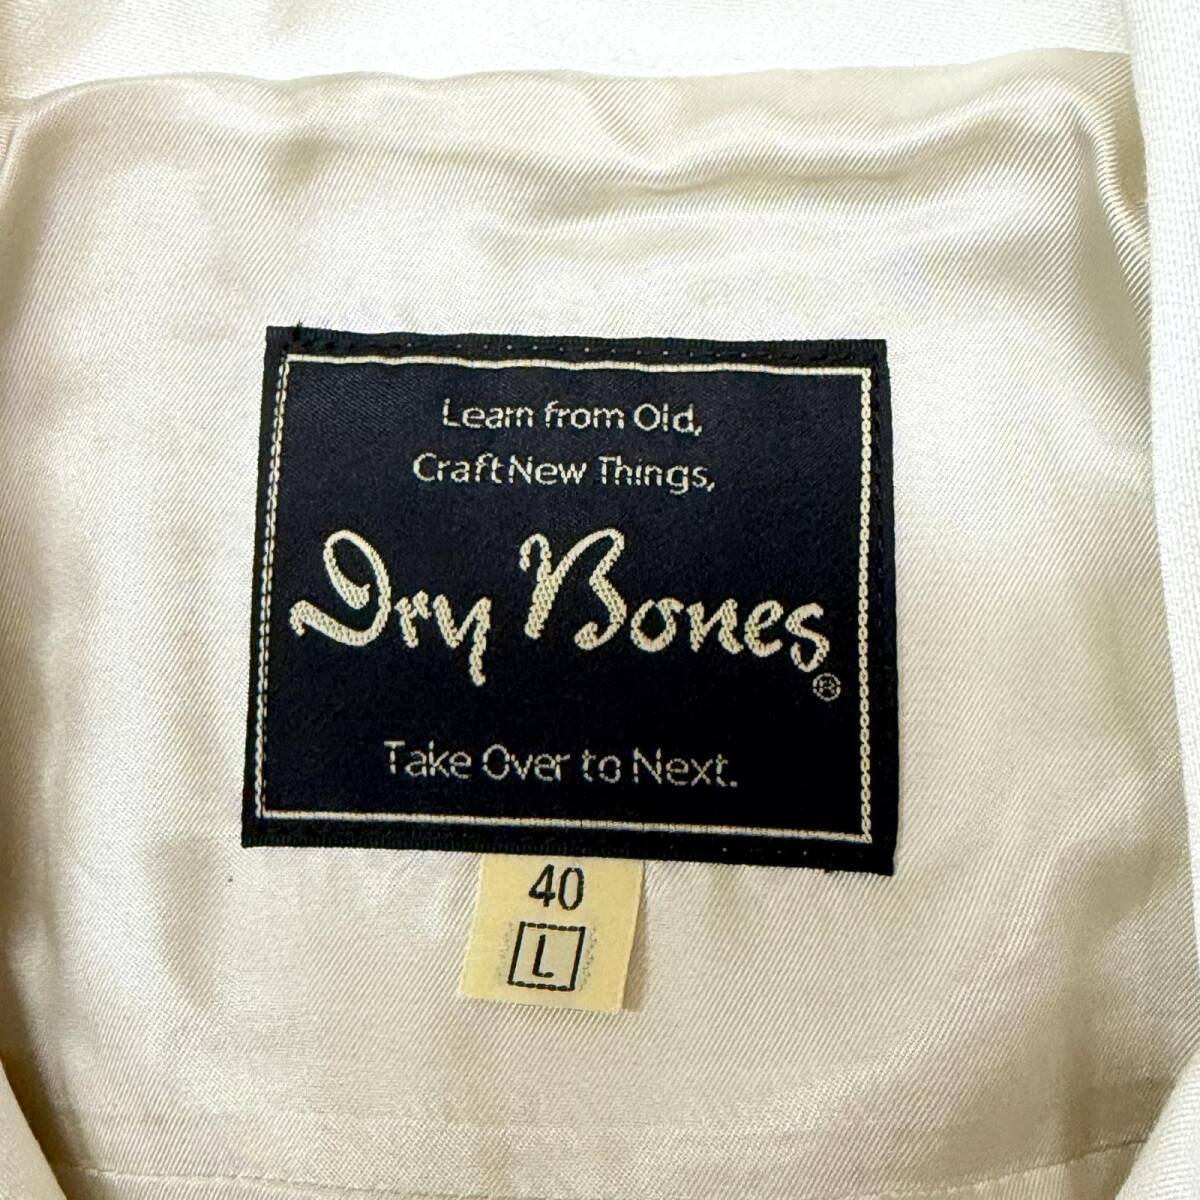 Learn from Old,
Craft New Things,
Dry Bones®
Take Over to Next.
40
L